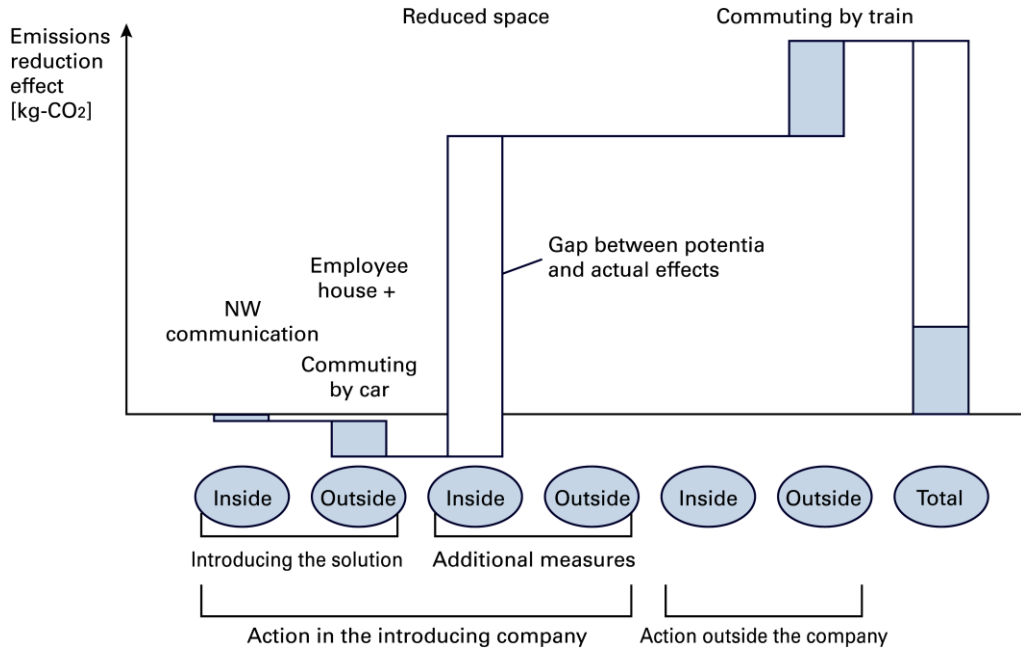 Reduced space
Commuting by train
Emissions
reduction
effect
[kg-CO2]
Gap between potentia
and actual effects
Employee
house +
NW
communication
Commuting
by car
Inside
Outside
Inside
Outside
Inside
Outside
Total
Introducing the solution
Additional measures
Action in the introducing company
Action outside the company